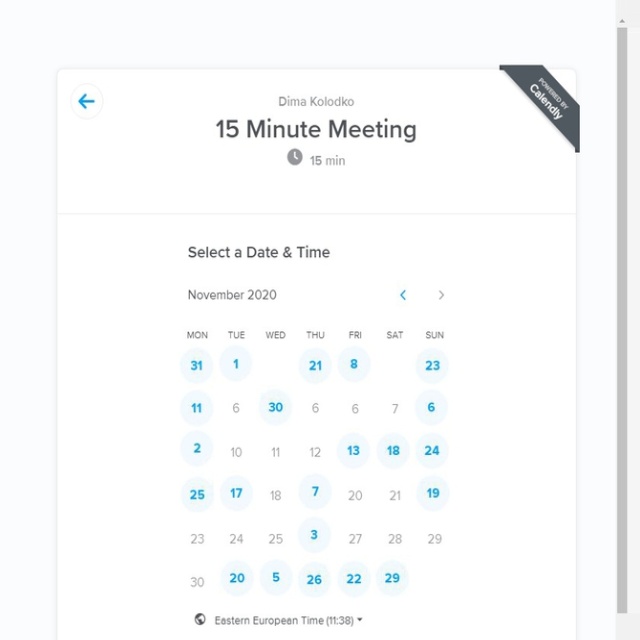 POWERED BY
Calendly
Dima Kolodko
15 Minute Meeting
15 min
Select a Date & Time
November 2020
MON TUE WED THU FRI SAT SUN
31 1 21 8 23
11 6 30 6 6 7 6
2 10 11 12 13 18 24
25 17 18 7 20 21 19
23 24 25 3 27 28 29
30 20 5 26 22 29
Eastern European Time (11:38)